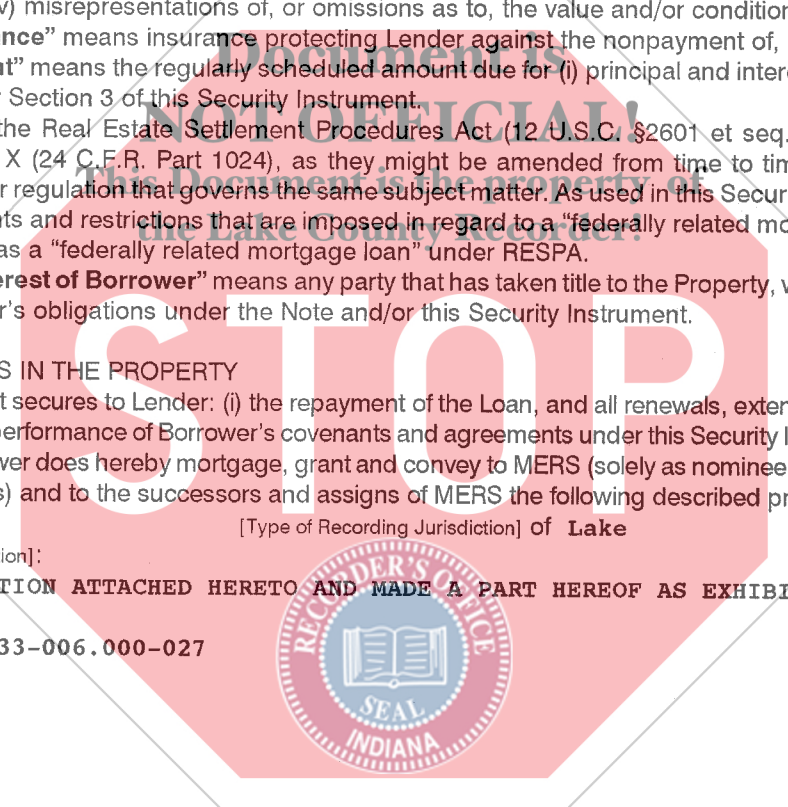 v) misrepresentations of, or omissions as to, the value and/or condition
nce” means insurance protecting Lender against the nonpayment of,
t” means the regularly scheduled amount due for (i) principal and inter
r Section 3 of this Security Instrument.
the Real Estate Settlement Procedures Act (12 U.S.C. §2601 et seq.
X (24 C.F.R. Part 1024), as they might be amended from time to tim
r regulation that governs the same subject matter. As used in this Secur
nts and restrictions that are imposed in regard to a “federally related mo
as a “federally related mortgage loan” under RESPA.
erest of Borrower” means any party that has taken title to the Property, w
r’s obligations under the Note and/or this Security Instrument.
S IN THE PROPERTY
t secures to Lender: (i) the repayment of the Loan, and all renewals, exten
performance of Borrower’s covenants and agreements under this Security I
wer does hereby mortgage, grant and convey to MERS (solely as nominee
s) and to the successors and assigns of MERS the following described pr
[Type of Recording Jurisdiction] of Lake
ion]:
TION ATTACHED HERETO AND MADE A PART HEREOF AS EXHIBI
33-006.000-027
Document is
NOT OFFICIAL!
This Document is the property of
the Lake County Recorder!
STOP
RECORDER'S OFFICE
SEAL
INDIANA